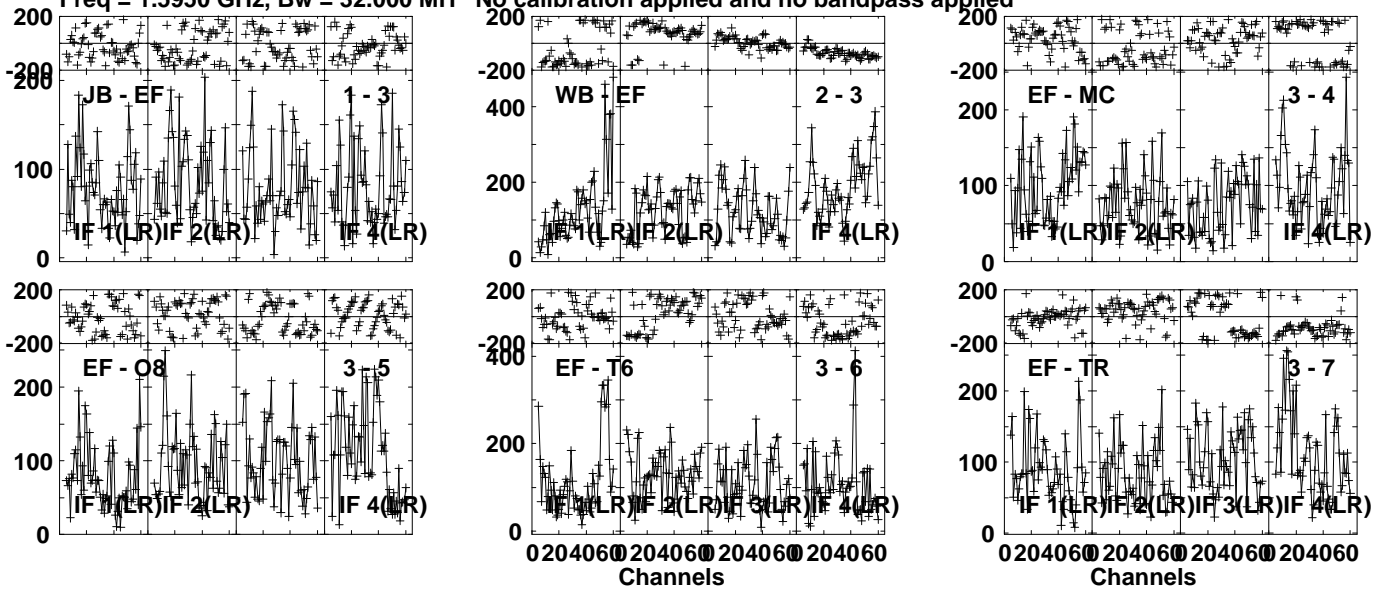 Freq = 1.5950 GHz, Bw = 32.000 MH No calibration applied and no bandpass applied
200
-200
200
100
0
JB - EF
1 - 3
IF 1(LR)
IF 2(LR)
IF 4(LR)
200
-200
400
200
0
WB - EF
2 - 3
IF 1(LR)
IF 2(LR)
IF 4(LR)
200
-200
200
100
0
EF - MC
3 - 4
IF 1(LR)
IF 2(LR)
IF 4(LR)
200
-200
200
100
0
EF - O8
3 - 5
IF 1(LR)
IF 2(LR)
IF 4(LR)
200
-200
400
200
0
EF - T6
3 - 6
IF 1(LR)
IF 2(LR)
IF 3(LR)
IF 4(LR)
0 20 40 60 0 20 40 60 0 20 40 60 0 20 40 60
Channels
200
-200
200
100
0
EF - TR
3 - 7
IF 1(LR)
IF 2(LR)
IF 3(LR)
IF 4(LR)
0 20 40 60 0 20 40 60 0 20 40 60 0 20 40 60
Channels